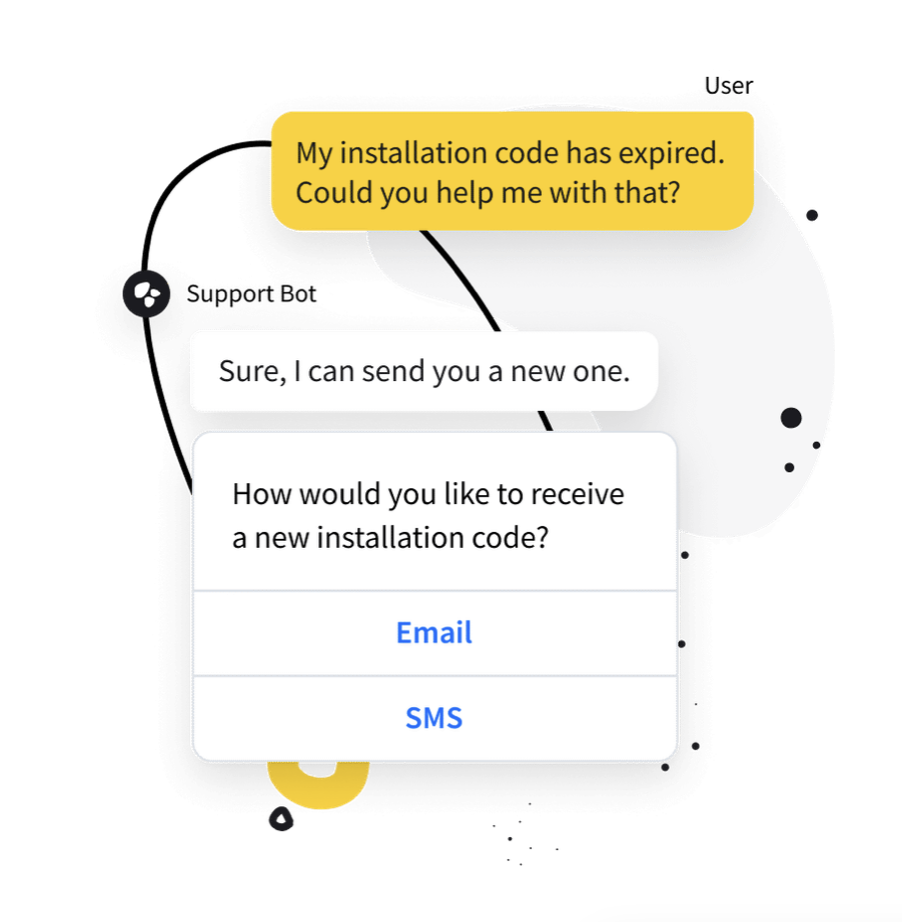 User
My installation code has expired.
Could you help me with that?
Support Bot
Sure, I can send you a new one.
How would you like to receive
a new installation code?
Email
SMS